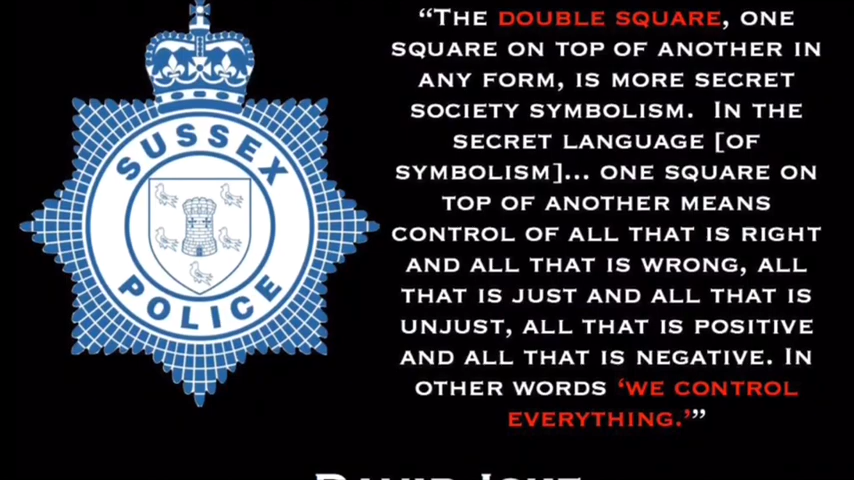 SUSSEX
POLICE
“THE DOUBLE SQUARE, ONE
SQUARE ON TOP OF ANOTHER IN
ANY FORM, IS MORE SECRET
SOCIETY SYMBOLISM. IN THE
SECRET LANGUAGE [OF
SYMBOLISM]... ONE SQUARE ON
TOP OF ANOTHER MEANS
CONTROL OF ALL THAT IS RIGHT
AND ALL THAT IS WRONG, ALL
THAT IS JUST AND ALL THAT IS
UNJUST, ALL THAT IS POSITIVE
AND ALL THAT IS NEGATIVE. IN
OTHER WORDS ‘WE CONTROL
EVERYTHING.’”